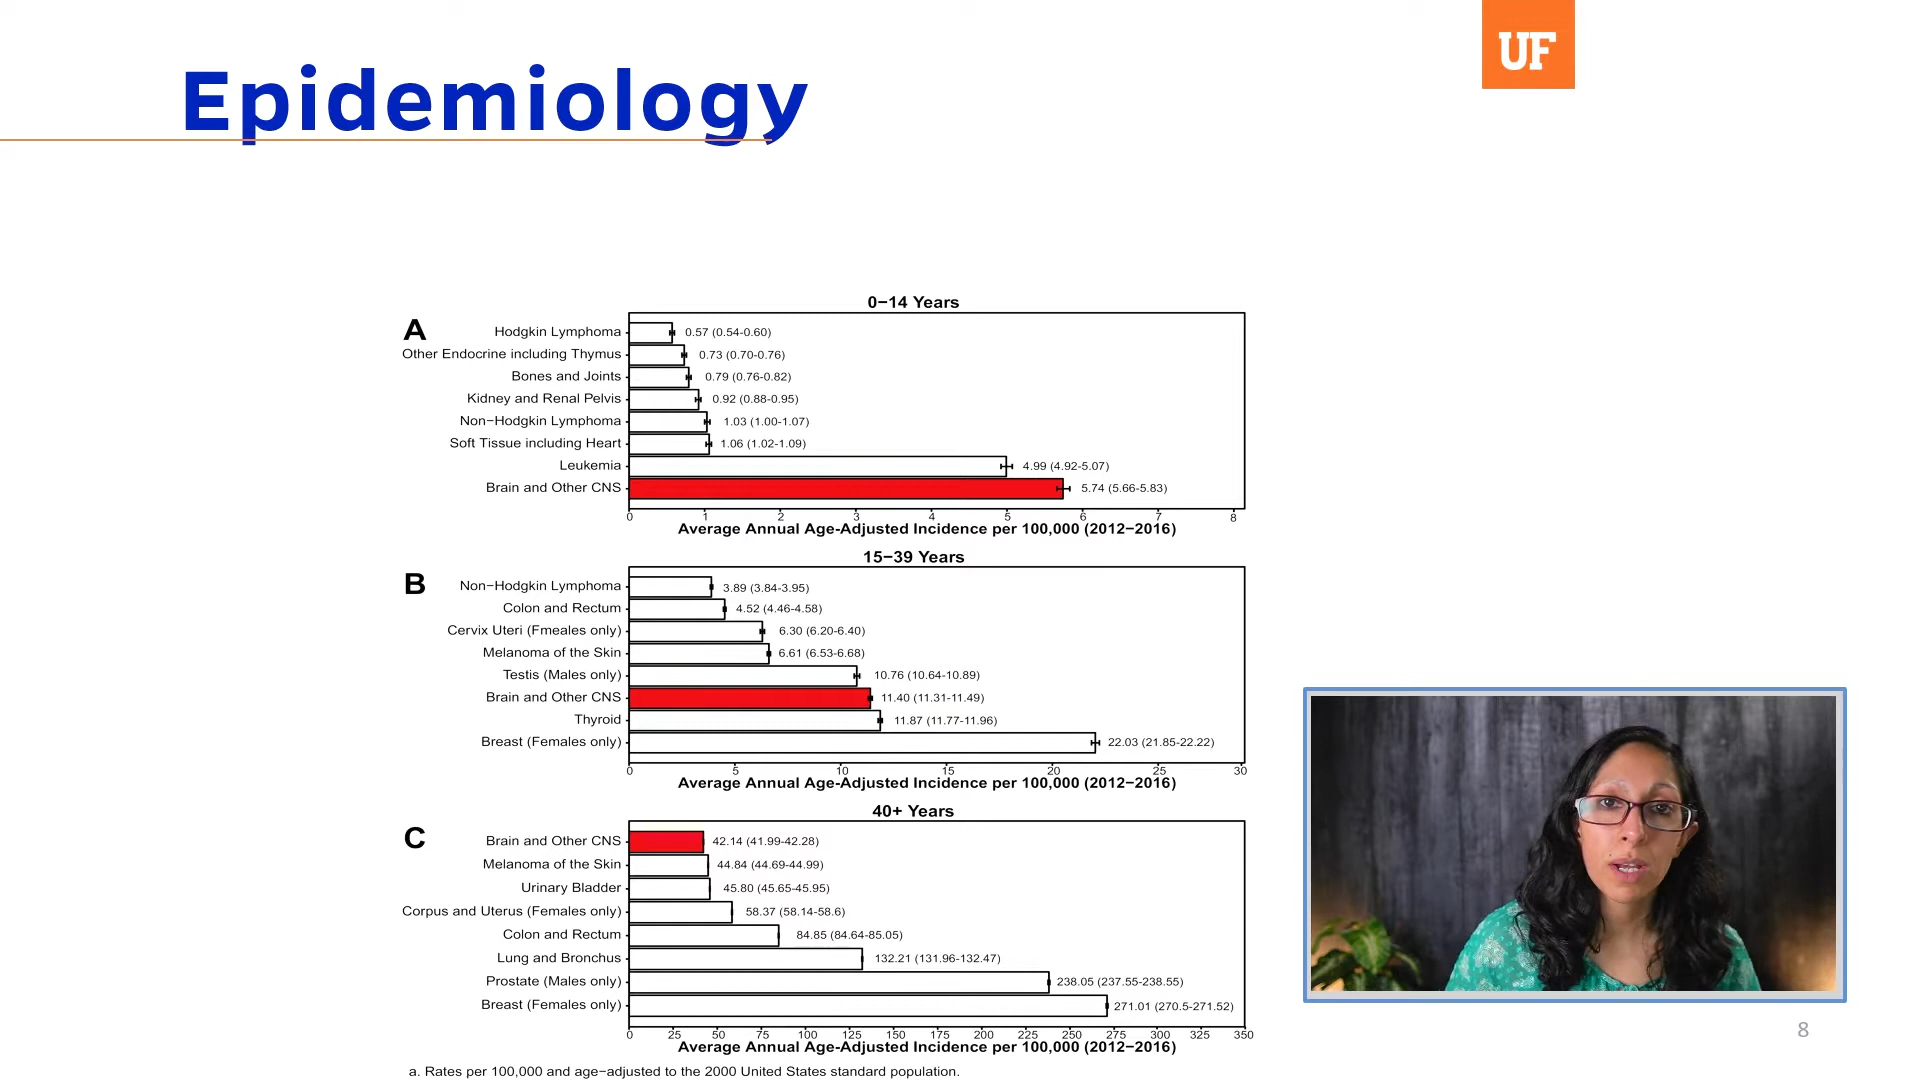 UF
Epidemiology
0−14 Years
A
Hodgkin Lymphoma 0.57 (0.54-0.60)
Other Endocrine including Thymus 0.73 (0.70-0.76)
Bones and Joints 0.79 (0.76-0.82)
Kidney and Renal Pelvis 0.92 (0.88-0.95)
Non−Hodgkin Lymphoma 1.03 (1.00-1.07)
Soft Tissue including Heart 1.06 (1.02-1.09)
Leukemia 4.99 (4.92-5.07)
Brain and Other CNS 5.74 (5.66-5.83)
0 1 2 3 4 5 6 7 8
Average Annual Age-Adjusted Incidence per 100,000 (2012−2016)
15−39 Years
B
Non−Hodgkin Lymphoma 3.89 (3.84-3.95)
Colon and Rectum 4.52 (4.46-4.58)
Cervix Uteri (Fmeales only) 6.30 (6.20-6.40)
Melanoma of the Skin 6.61 (6.53-6.68)
Testis (Males only) 10.76 (10.64-10.89)
Brain and Other CNS 11.40 (11.31-11.49)
Thyroid 11.87 (11.77-11.96)
Breast (Females only) 22.03 (21.85-22.22)
0 5 10 15 20 25 30
Average Annual Age-Adjusted Incidence per 100,000 (2012−2016)
40+ Years
C
Brain and Other CNS 42.14 (41.99-42.28)
Melanoma of the Skin 44.84 (44.69-44.99)
Urinary Bladder 45.80 (45.65-45.95)
Corpus and Uterus (Females only) 58.37 (58.14-58.6)
Colon and Rectum 84.85 (84.64-85.05)
Lung and Bronchus 132.21 (131.96-132.47)
Prostate (Males only) 238.05 (237.55-238.55)
Breast (Females only) 271.01 (270.5-271.52)
0 25 50 75 100 125 150 175 200 225 250 275 300 325 350
Average Annual Age-Adjusted Incidence per 100,000 (2012−2016)
a. Rates per 100,000 and age−adjusted to the 2000 United States standard population.
8